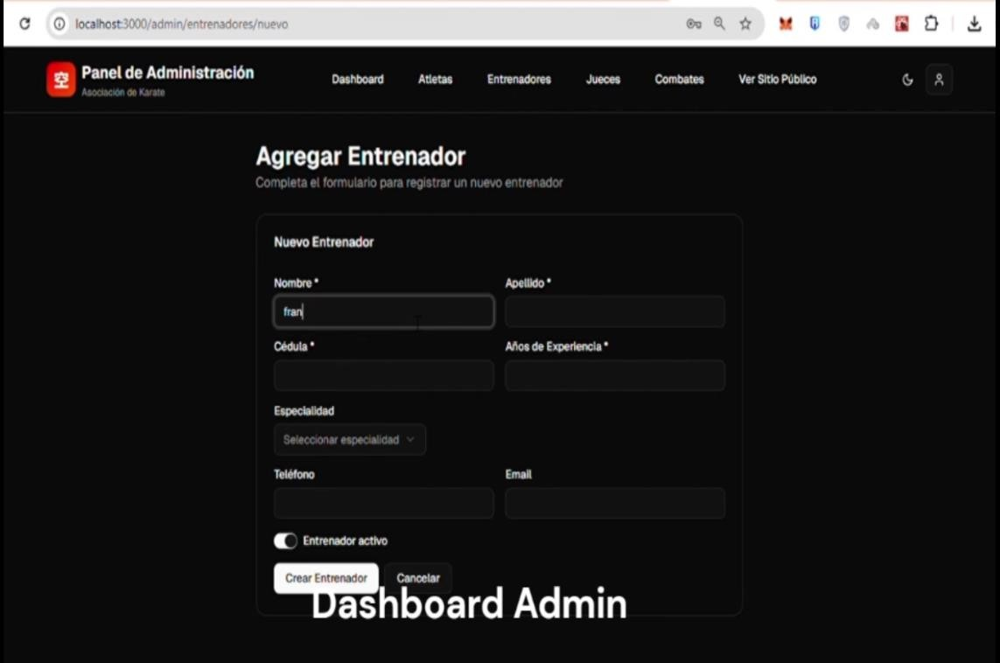 localhost:3000/admin/entrenadores/nuevo
空 Panel de Administración
Asociación de Karate
Dashboard Atletas Entrenadores Jueces Combates Ver Sitio Público
Agregar Entrenador
Completa el formulario para registrar un nuevo entrenador
Nuevo Entrenador
Nombre * Apellido *
fran
Cédula * Años de Experiencia *
Especialidad
Seleccionar especialidad
Teléfono Email
Entrenador activo
Crear Entrenador Cancelar
Dashboard Admin